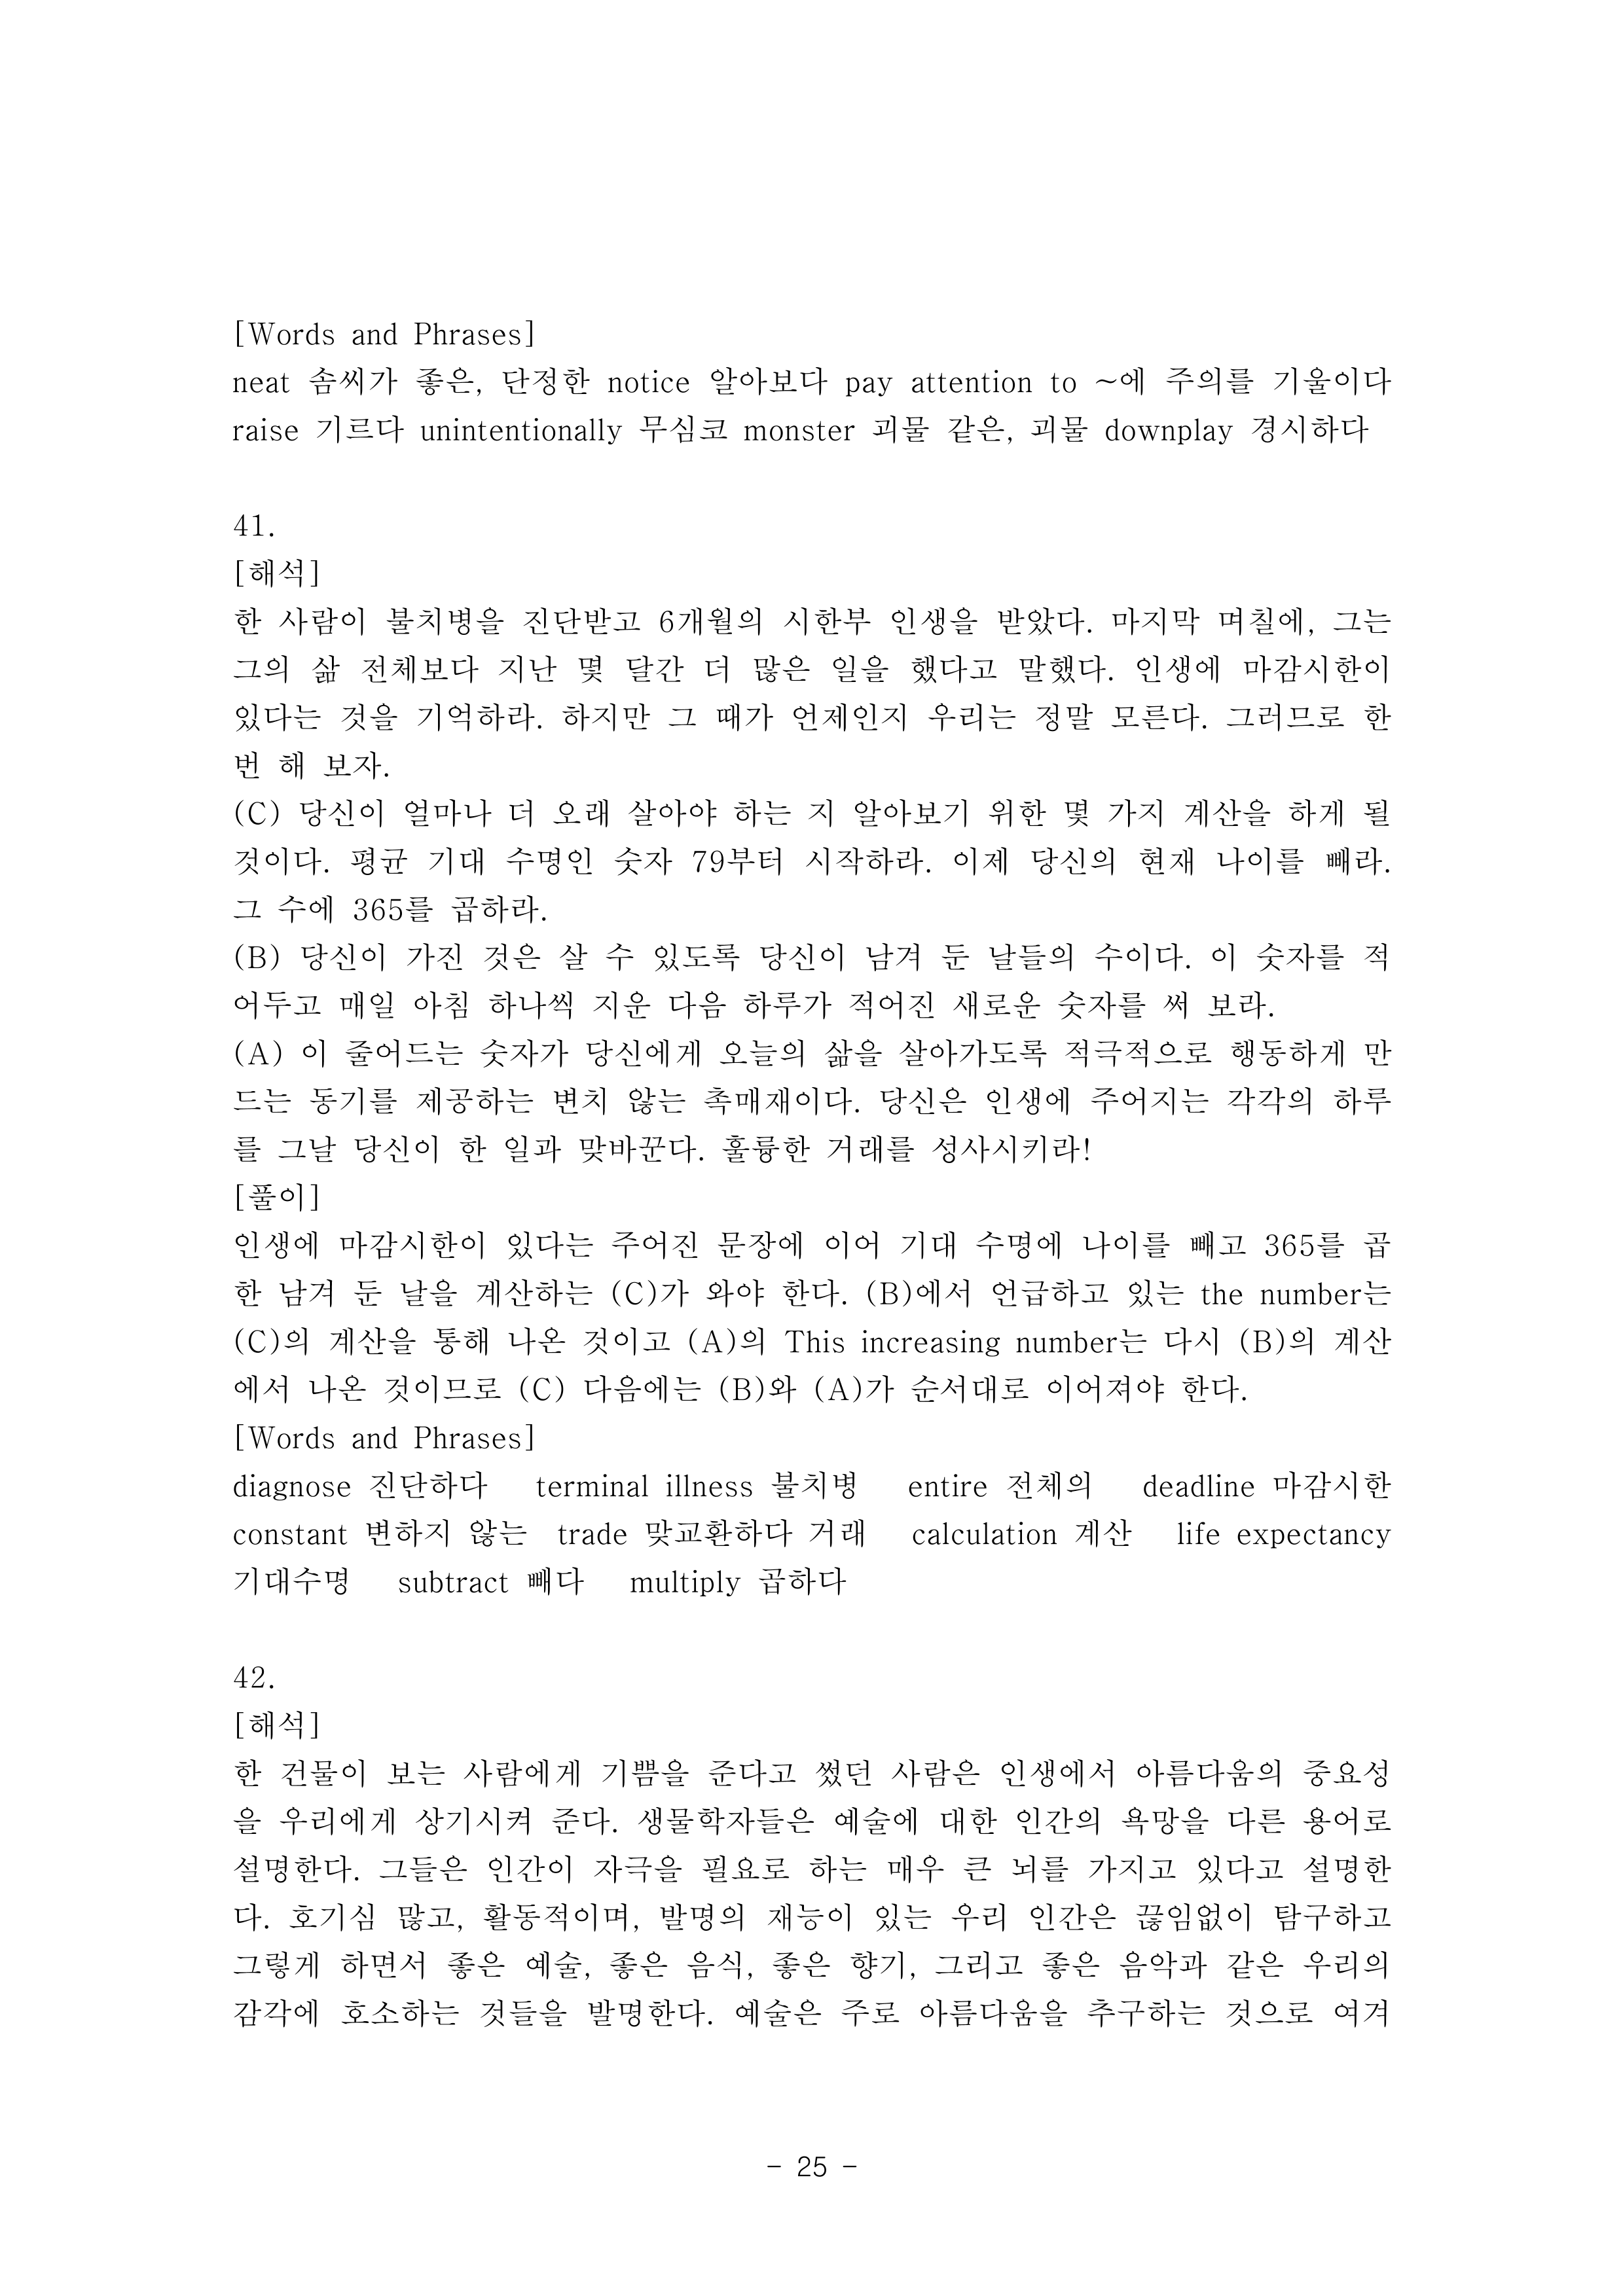 [Words and Phrases]
neat 솜씨가 좋은, 단정한 notice 알아보다 pay attention to ~에 주의를 기울이다
raise 기르다 unintentionally 무심코 monster 괴물 같은, 괴물 downplay 경시하다
41.
[해석]
한 사람이 불치병을 진단받고 6개월의 시한부 인생을 받았다. 마지막 며칠에, 그는
그의 삶 전체보다 지난 몇 달간 더 많은 일을 했다고 말했다. 인생에 마감시한이
있다는 것을 기억하라. 하지만 그 때가 언제인지 우리는 정말 모른다. 그러므로 한
번 해 보자.
(C) 당신이 얼마나 더 오래 살아야 하는 지 알아보기 위한 몇 가지 계산을 하게 될
것이다. 평균 기대 수명인 숫자 79부터 시작하라. 이제 당신의 현재 나이를 빼라.
그 수에 365를 곱하라.
(B) 당신이 가진 것은 살 수 있도록 당신이 남겨 둔 날들의 수이다. 이 숫자를 적
어두고 매일 아침 하나씩 지운 다음 하루가 적어진 새로운 숫자를 써 보라.
(A) 이 줄어드는 숫자가 당신에게 오늘의 삶을 살아가도록 적극적으로 행동하게 만
드는 동기를 제공하는 변치 않는 촉매재이다. 당신은 인생에 주어지는 각각의 하루
를 그날 당신이 한 일과 맞바꾼다. 훌륭한 거래를 성사시키라!
[풀이]
인생에 마감시한이 있다는 주어진 문장에 이어 기대 수명에 나이를 빼고 365를 곱
한 남겨 둔 날을 계산하는 (C)가 와야 한다. (B)에서 언급하고 있는 the number는
(C)의 계산을 통해 나온 것이고 (A)의 This increasing number는 다시 (B)의 계산
에서 나온 것이므로 (C) 다음에는 (B)와 (A)가 순서대로 이어져야 한다.
[Words and Phrases]
diagnose 진단하다 terminal illness 불치병 entire 전체의 deadline 마감시한
constant 변하지 않는 trade 맞교환하다 거래 calculation 계산 life expectancy
기대수명 subtract 빼다 multiply 곱하다
42.
[해석]
한 건물이 보는 사람에게 기쁨을 준다고 썼던 사람은 인생에서 아름다움의 중요성
을 우리에게 상기시켜 준다. 생물학자들은 예술에 대한 인간의 욕망을 다른 용어로
설명한다. 그들은 인간이 자극을 필요로 하는 매우 큰 뇌를 가지고 있다고 설명한
다. 호기심 많고, 활동적이며, 발명의 재능이 있는 우리 인간은 끊임없이 탐구하고
그렇게 하면서 좋은 예술, 좋은 음식, 좋은 향기, 그리고 좋은 음악과 같은 우리의
감각에 호소하는 것들을 발명한다. 예술은 주로 아름다움을 추구하는 것으로 여겨
- 25 -